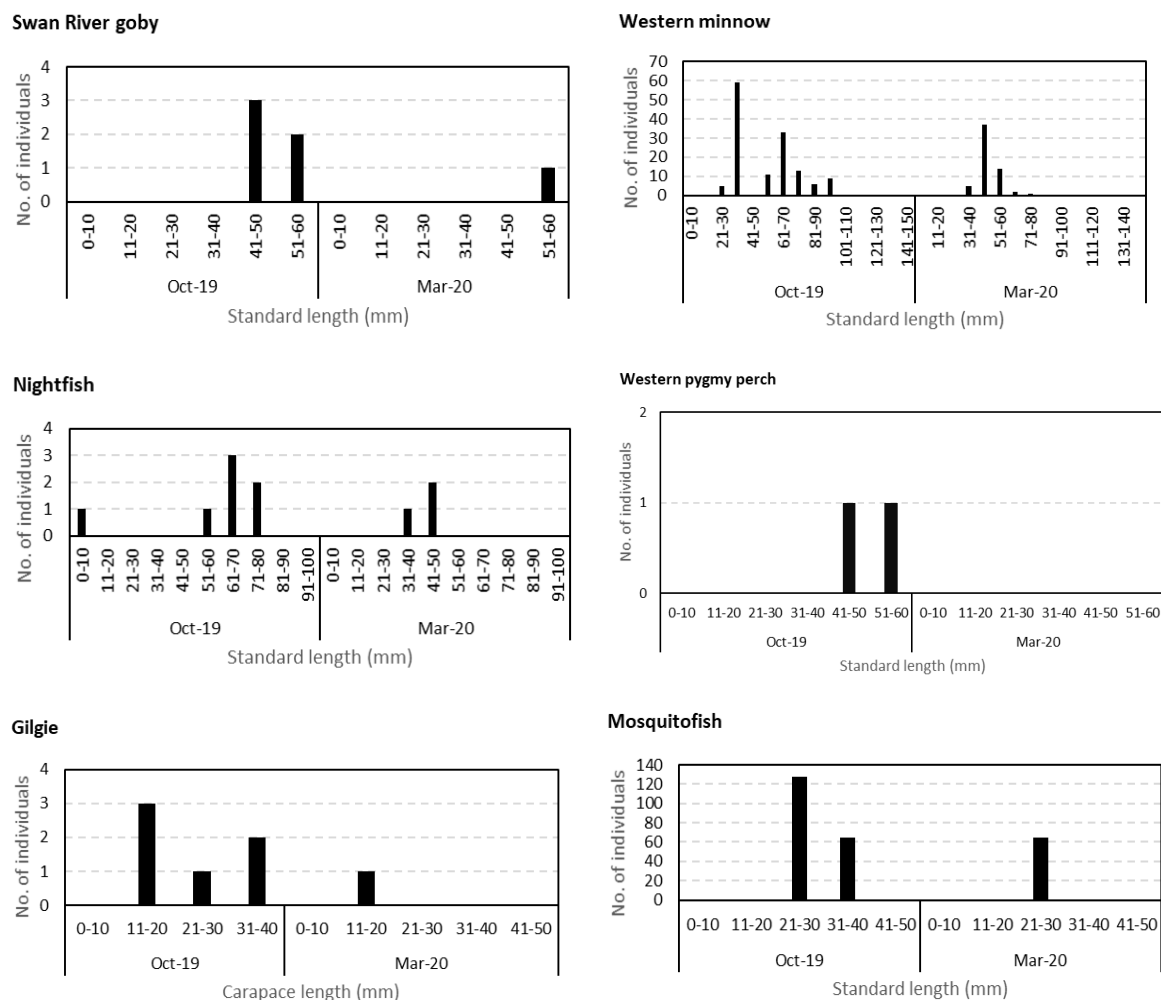 Swan River goby
No. of individuals
4
3
2
1
0
0-10 11-20 21-30 31-40 41-50 51-60 0-10 11-20 21-30 31-40 41-50 51-60
Oct-19 Mar-20
Standard length (mm)
Western minnow
No. of individuals
70
60
50
40
30
20
10
0
0-10 21-30 41-50 61-70 81-90 101-110 121-130 141-150 11-20 31-40 51-60 71-80 91-100 111-120 131-140
Oct-19 Mar-20
Standard length (mm)
Nightfish
No. of individuals
4
3
2
1
0
0-10 11-20 21-30 31-40 41-50 51-60 61-70 71-80 81-90 91-100 0-10 11-20 21-30 31-40 41-50 51-60 61-70 71-80 81-90 91-100
Oct-19 Mar-20
Standard length (mm)
Western pygmy perch
No. of individuals
2
1
0
0-10 11-20 21-30 31-40 41-50 51-60 0-10 11-20 21-30 31-40 41-50 51-60
Oct-19 Mar-20
Standard length (mm)
Gilgie
No. of individuals
4
3
2
1
0
0-10 11-20 21-30 31-40 0-10 11-20 21-30 31-40 41-50
Oct-19 Mar-20
Carapace length (mm)
Mosquitofish
No. of individuals
140
120
100
80
60
40
20
0
0-10 11-20 21-30 31-40 41-50 0-10 11-20 21-30 31-40 41-50
Oct-19 Mar-20
Standard length (mm)